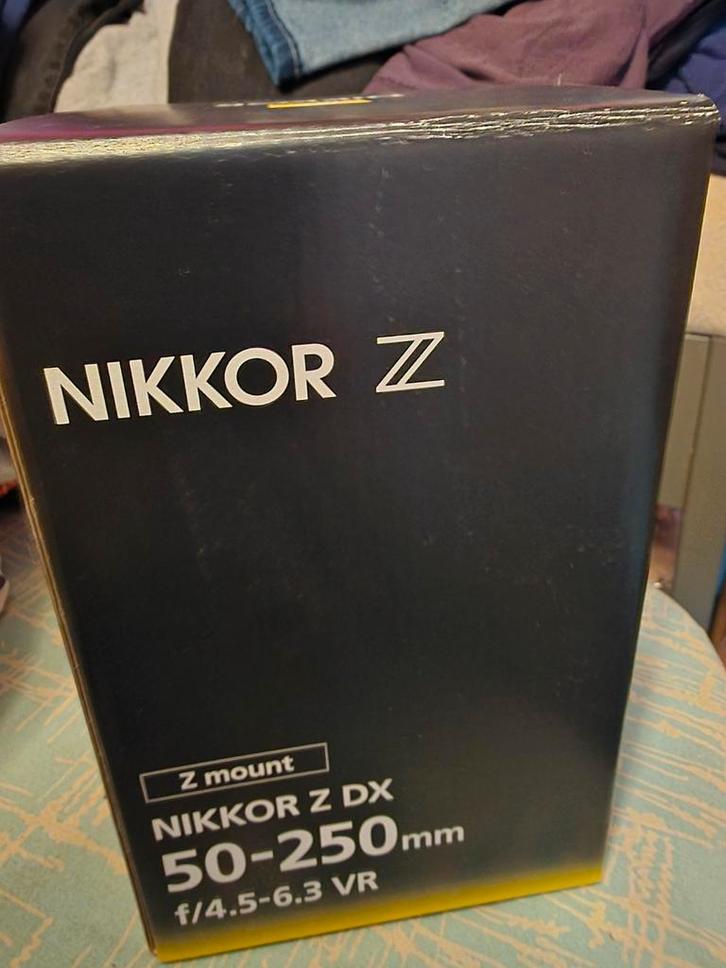 NIKKOR Z
Z mount
NIKKOR Z DX
50-250mm
f/4.5-6.3 VR